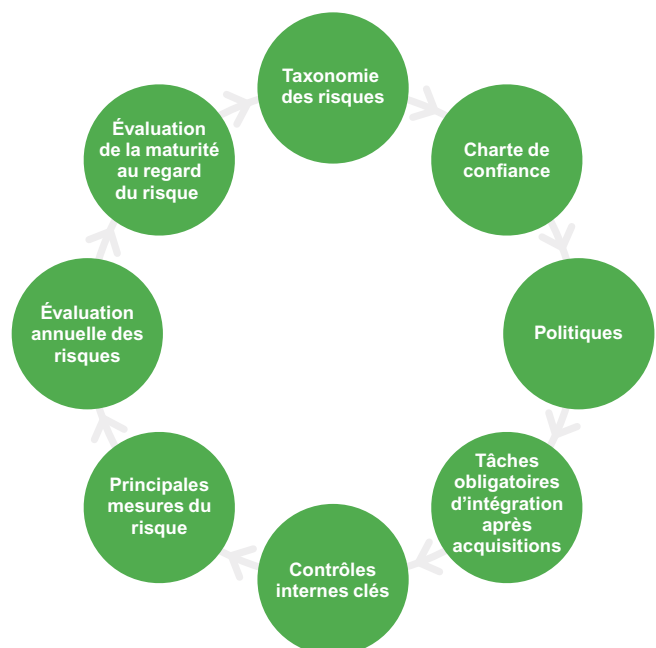 Taxonomie
des risques
Charte de
confiance
Politiques
Tâches
obligatoires
d'intégration
après
acquisitions
Contrôles
internes clés
Principales
mesures du
risque
Évaluation
annuelle des
risques
Évaluation
de la maturité
au regard
du risque